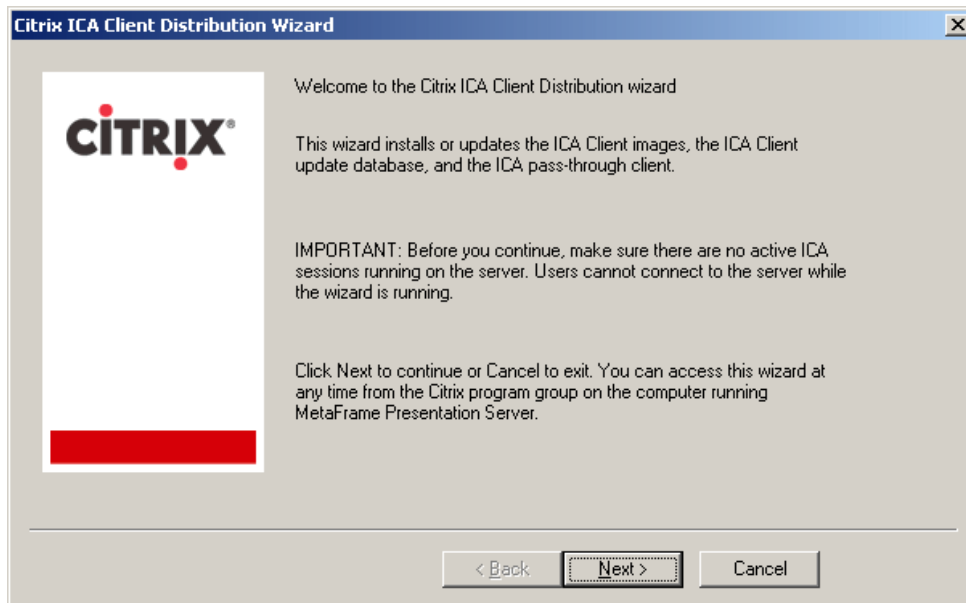 Citrix ICA Client Distribution Wizard
CITRIX®
Welcome to the Citrix ICA Client Distribution wizard
This wizard installs or updates the ICA Client images, the ICA Client
update database, and the ICA pass-through client.
IMPORTANT: Before you continue, make sure there are no active ICA
sessions running on the server. Users cannot connect to the server while
the wizard is running.
Click Next to continue or Cancel to exit. You can access this wizard at
any time from the Citrix program group on the computer running
MetaFrame Presentation Server.
< Back
Next >
Cancel